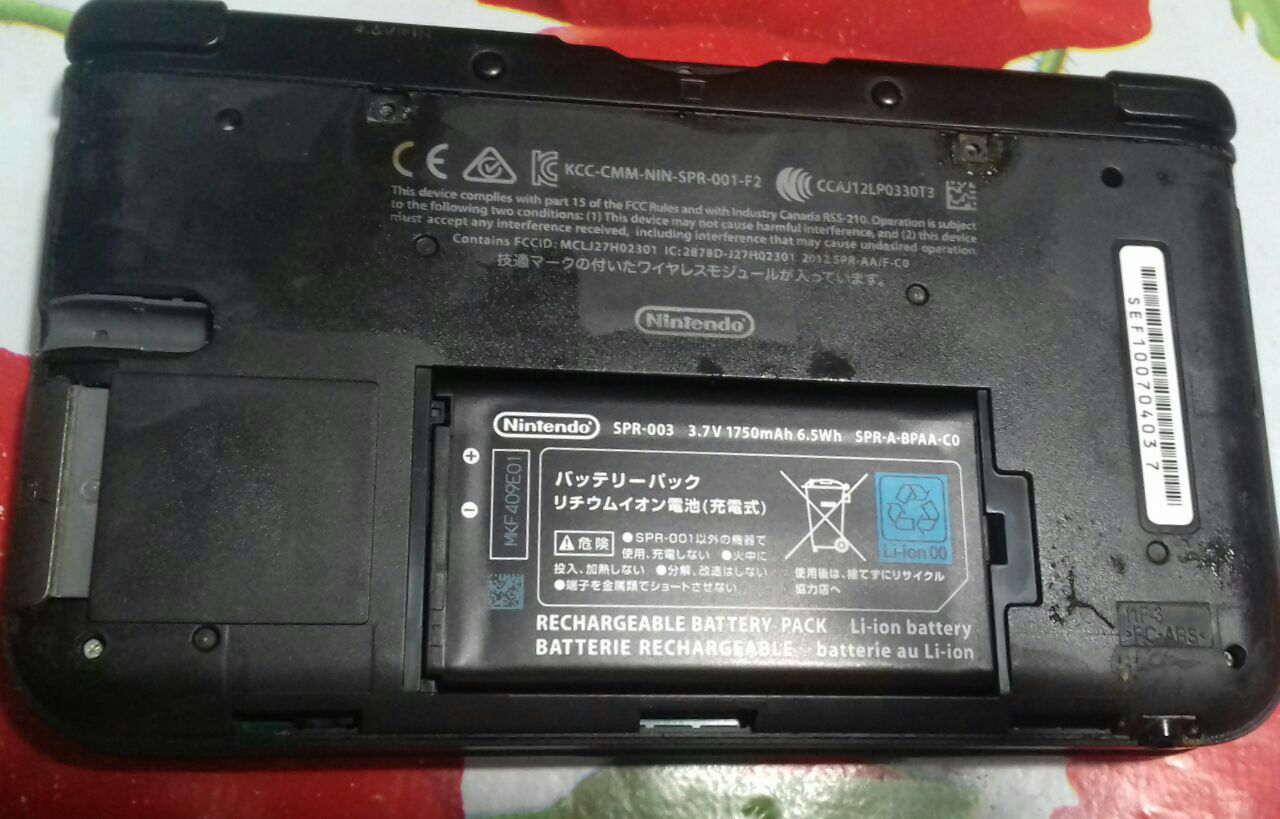 4.6V
CE
KCC-CMM-NIN-SPR-001-F2
CCAJ12LP0330T3
This device complies with part 15 of the FCC Rules and with Industry Canada RSS-210. Operation is subject
to the following two conditions: (1) This device may not cause harmful interference, and (2) this device
must accept any interference received, including interference that may cause undesired operation.
Contains FCCID: MCLJ27H02301 IC:2878D-J27H02301 2012 SPR-AA/F-C0
技適マークの付いたワイヤレスモジュールが入っています。
Nintendo
SEF10070403 7
Nintendo
SPR-003 3.7V 1750mAh 6.5Wh SPR-A-BPAA-C0
+
−
MKF409E01
バッテリーパック
リチウムイオン電池(充電式)
危険 ●SPR-001以外の機器で
使用、充電しない ●火中に
投入、加熱しない ●分解、改造はしない
●端子を金属類でショートさせない
Li-ion 00
使用後は、捨てずにリサイクル
協力店へ
RECHARGEABLE BATTERY PACK Li-ion battery
BATTERIE RECHARGEABLE batterie au Li-ion
>PC+ABS<